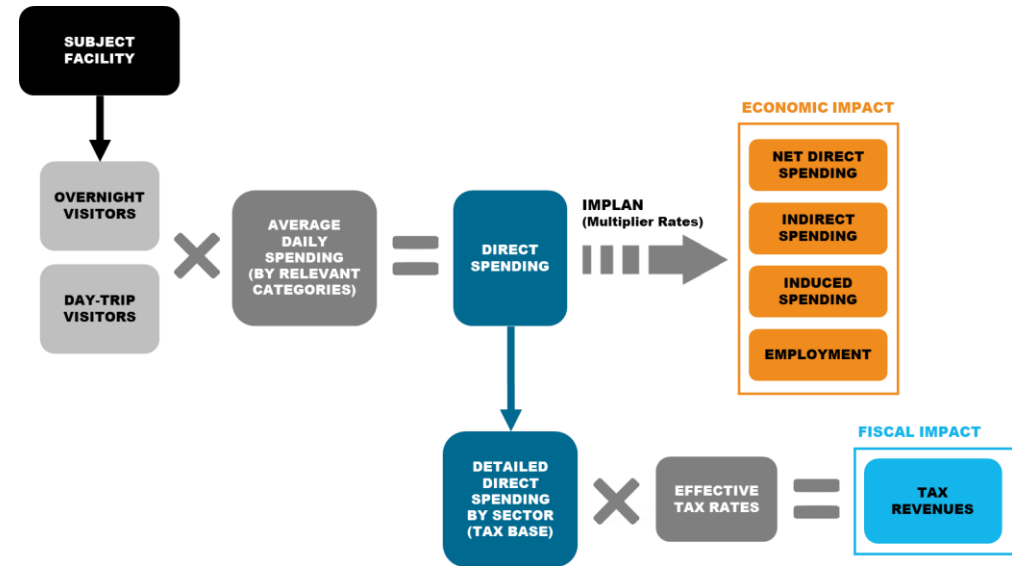 SUBJECT
FACILITY
OVERNIGHT
VISITORS
DAY-TRIP
VISITORS
AVERAGE
DAILY
SPENDING
(BY RELEVANT
CATEGORIES)
DIRECT
SPENDING
IMPLAN
(Multiplier Rates)
ECONOMIC IMPACT
NET DIRECT
SPENDING
INDIRECT
SPENDING
INDUCED
SPENDING
EMPLOYMENT
DETAILED
DIRECT
SPENDING
BY SECTOR
(TAX BASE)
EFFECTIVE
TAX RATES
FISCAL IMPACT
TAX
REVENUES